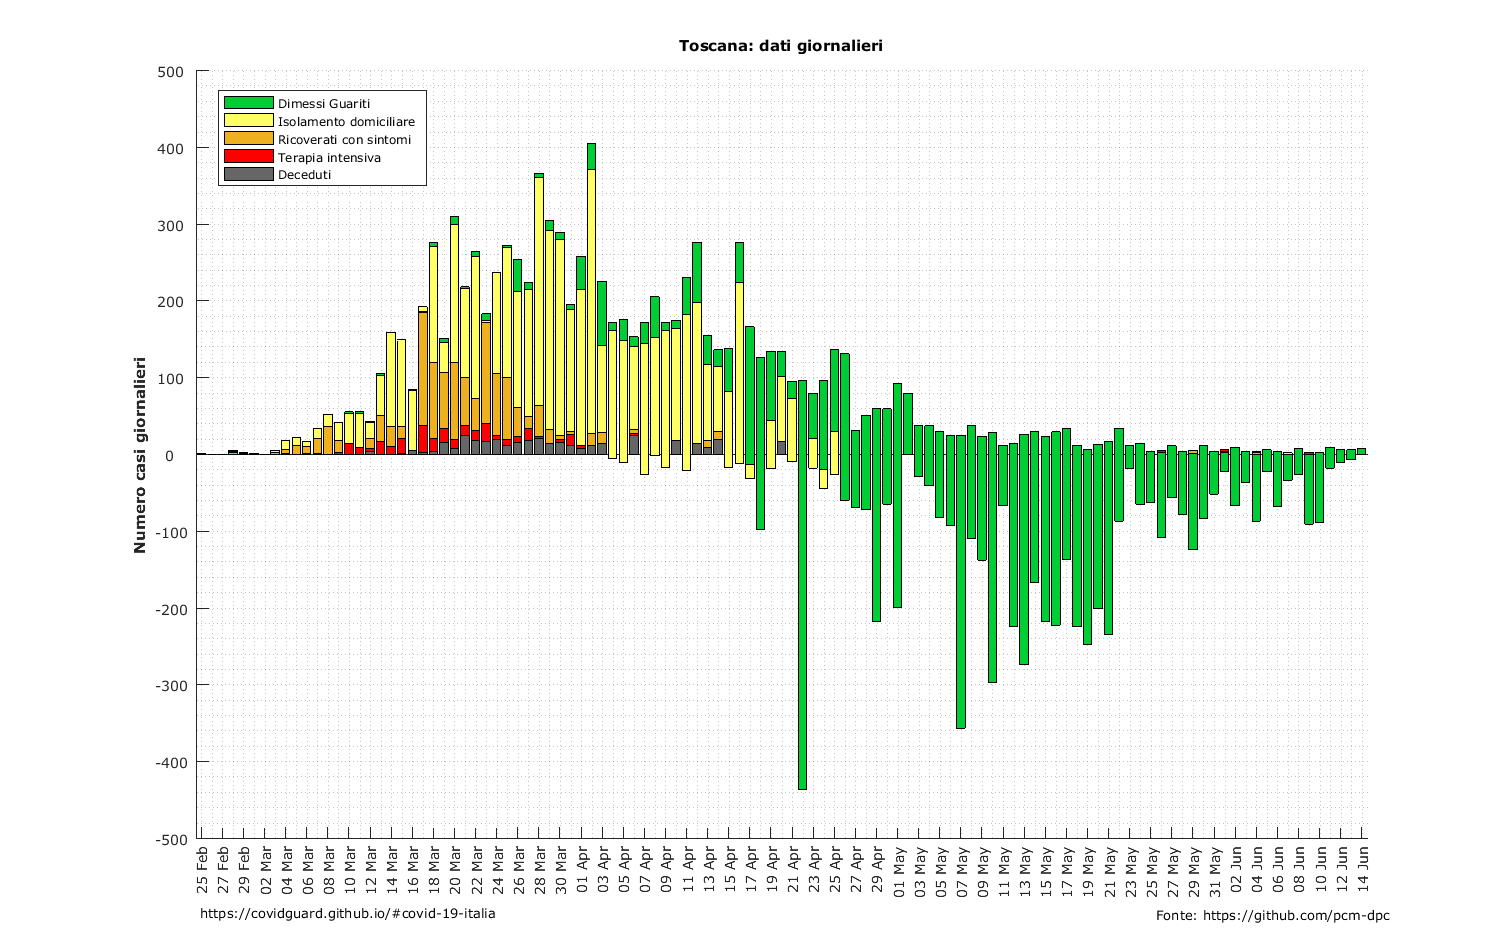 Toscana: dati giornalieri
500
400
300
200
100
0
-100
-200
-300
-400
-500
Numero casi giornalieri
Dimessi Guariti
Isolamento domiciliare
Ricoverati con sintomi
Terapia intensiva
Deceduti
25 Feb
27 Feb
29 Feb
02 Mar
04 Mar
06 Mar
08 Mar
10 Mar
12 Mar
14 Mar
16 Mar
18 Mar
20 Mar
22 Mar
24 Mar
26 Mar
28 Mar
30 Mar
01 Apr
03 Apr
05 Apr
07 Apr
09 Apr
11 Apr
13 Apr
15 Apr
17 Apr
19 Apr
21 Apr
23 Apr
25 Apr
27 Apr
29 Apr
01 May
03 May
05 May
07 May
09 May
11 May
13 May
15 May
17 May
19 May
21 May
23 May
25 May
27 May
29 May
31 May
02 Jun
04 Jun
06 Jun
08 Jun
10 Jun
12 Jun
14 Jun
https://covidguard.github.io/#covid-19-italia
Fonte: https://github.com/pcm-dpc